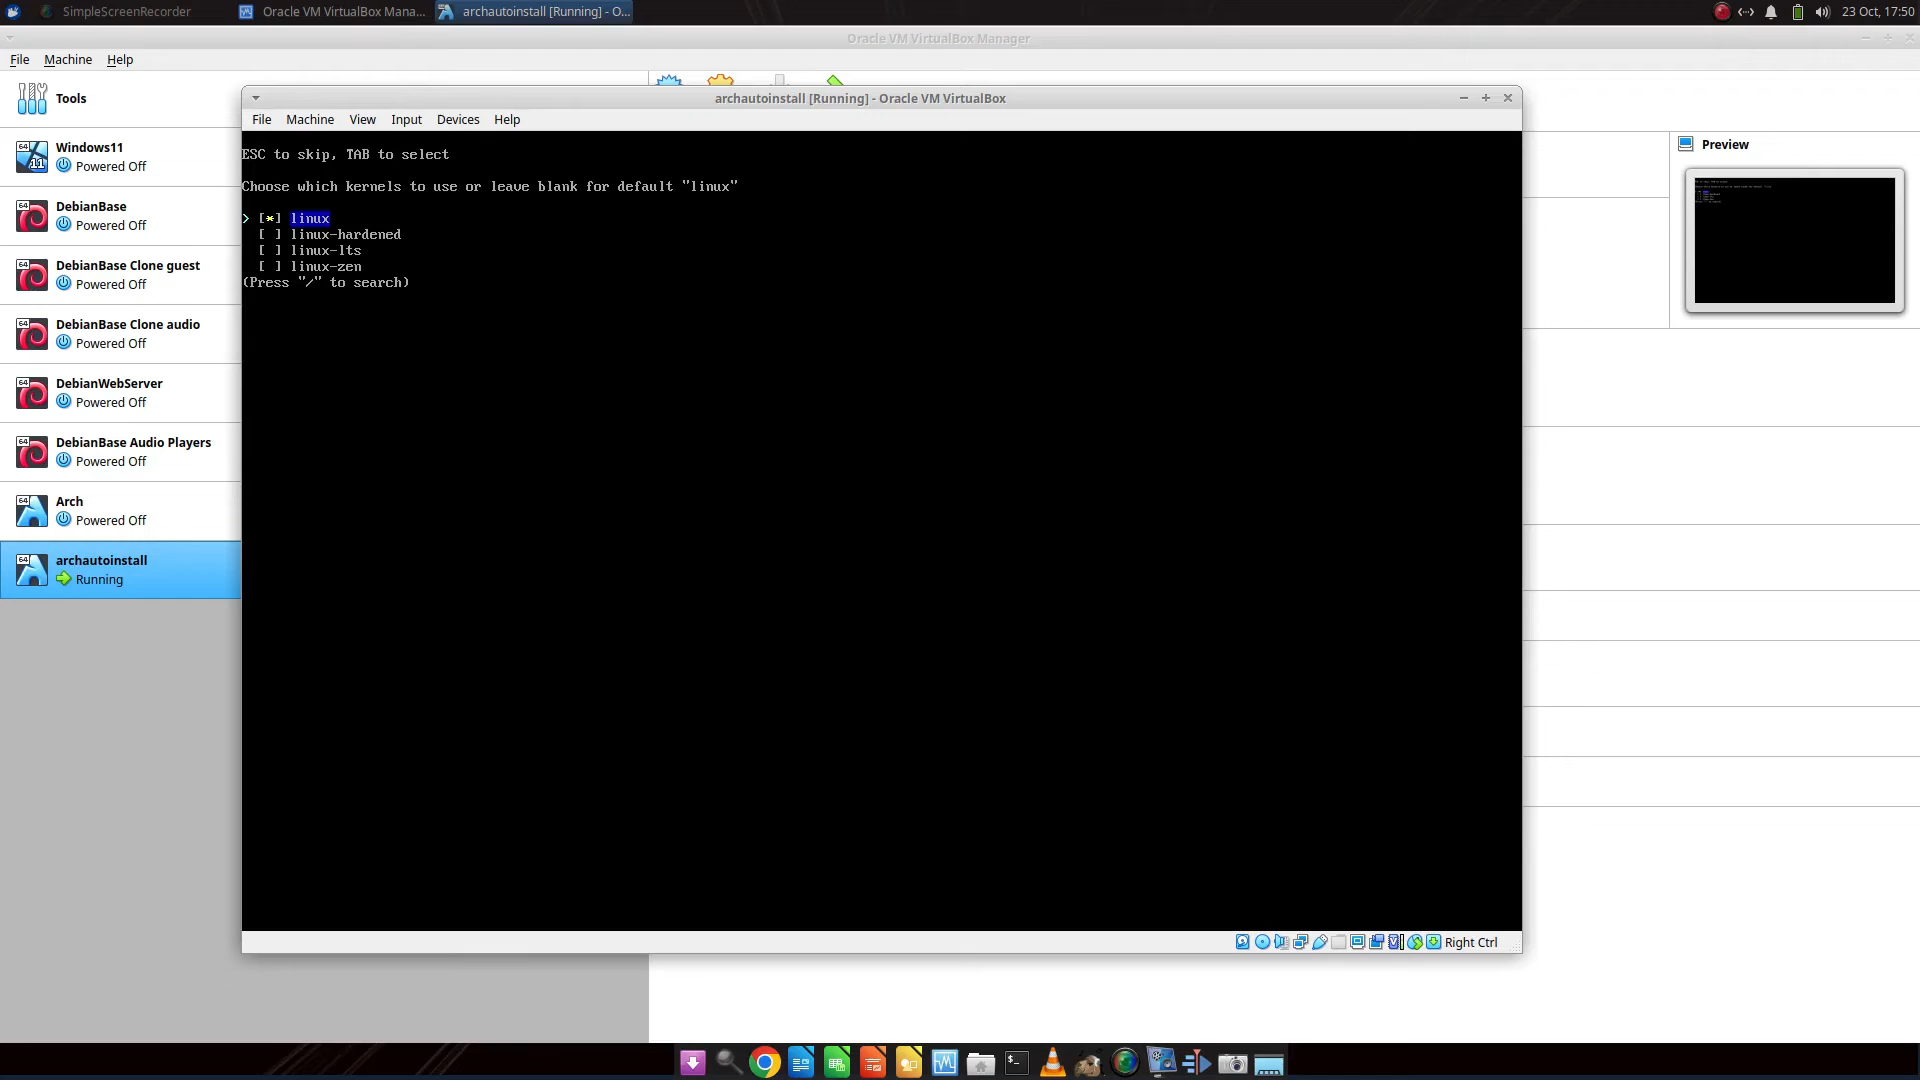 SimpleScreenRecorder
Oracle VM VirtualBox Mana...
archautoinstall [Running] - O...
23 Oct, 17:50
Oracle VM VirtualBox Manager
File Machine Help
Tools
Windows11
Powered Off
DebianBase
Powered Off
DebianBase Clone guest
Powered Off
DebianBase Clone audio
Powered Off
DebianWebServer
Powered Off
DebianBase Audio Players
Powered Off
Arch
Powered Off
archautoinstall
Running
archautoinstall [Running] - Oracle VM VirtualBox
File Machine View Input Devices Help
ESC to skip, TAB to select
Choose which kernels to use or leave blank for default "linux"
> [*] linux
[ ] linux-hardened
[ ] linux-lts
[ ] linux-zen
(Press "/" to search)
Right Ctrl
Preview